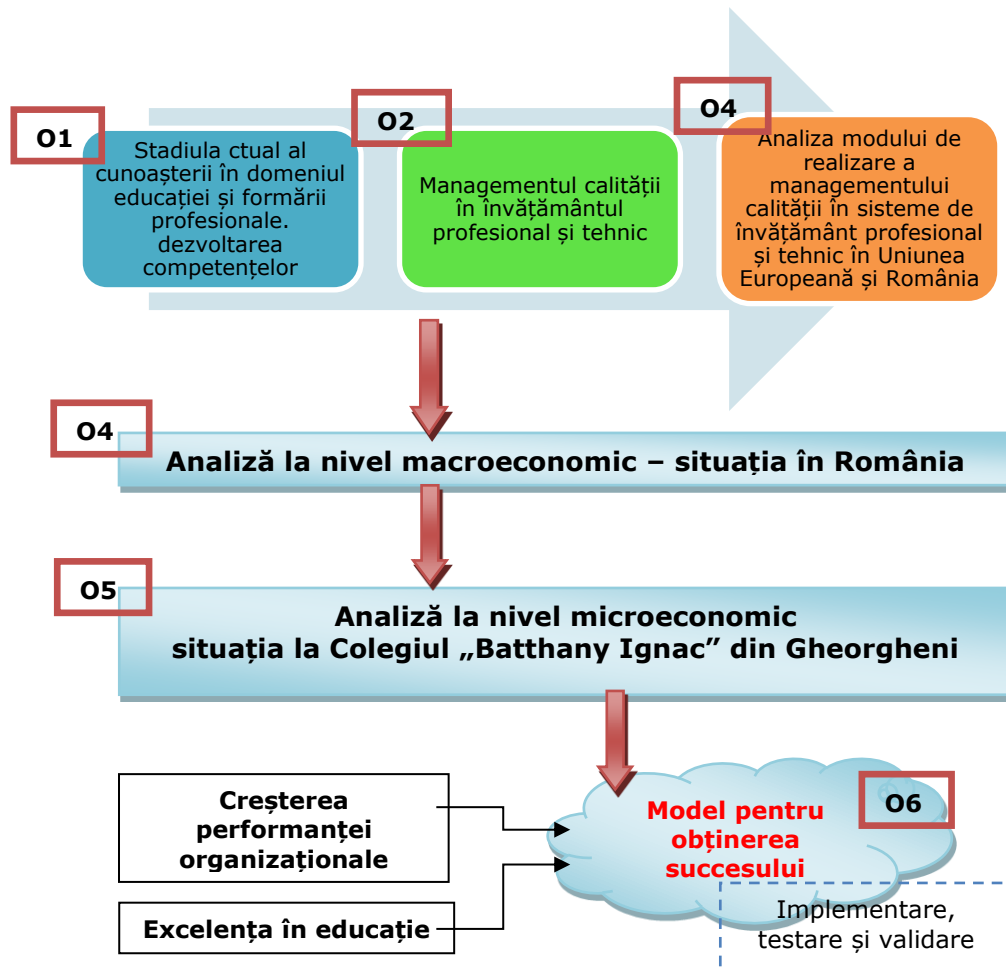 O1
Stadiula ctual al
cunoașterii în domeniul
educației și formării
profesionale.
dezvoltarea
competențelor
O2
Managementul calității
în învățământul
profesional și tehnic
O4
Analiza modului de
realizare a
managementului
calității în sisteme de
învățământ profesional
și tehnic în Uniunea
Europeană și România
O4
Analiză la nivel macroeconomic – situația în România
O5
Analiză la nivel microeconomic
situația la Colegiul „Batthany Ignac” din Gheorgheni
Creșterea
performanței
organizaționale
Excelența în educație
Model pentru
obținerea
succesului
O6
Implementare,
testare și validare